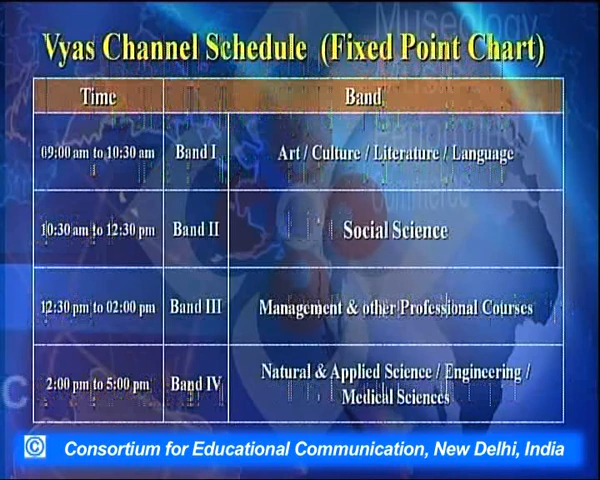 Museology
Vyas Channel Schedule (Fixed Point Chart)
Time Band
09:00 am to 10:30 am Band I Art / Culture / Literature / Language
10:30 am to 12:30 pm Band II Social Science
12:30 pm to 02:00 pm Band III Management & other Professional Courses
2:00 pm to 5:00 pm Band IV Natural & Applied Science / Engineering /
Medical Sciences
© Consortium for Educational Communication, New Delhi, India